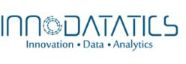 INNODATATICS
Innovation • Data • Analytics